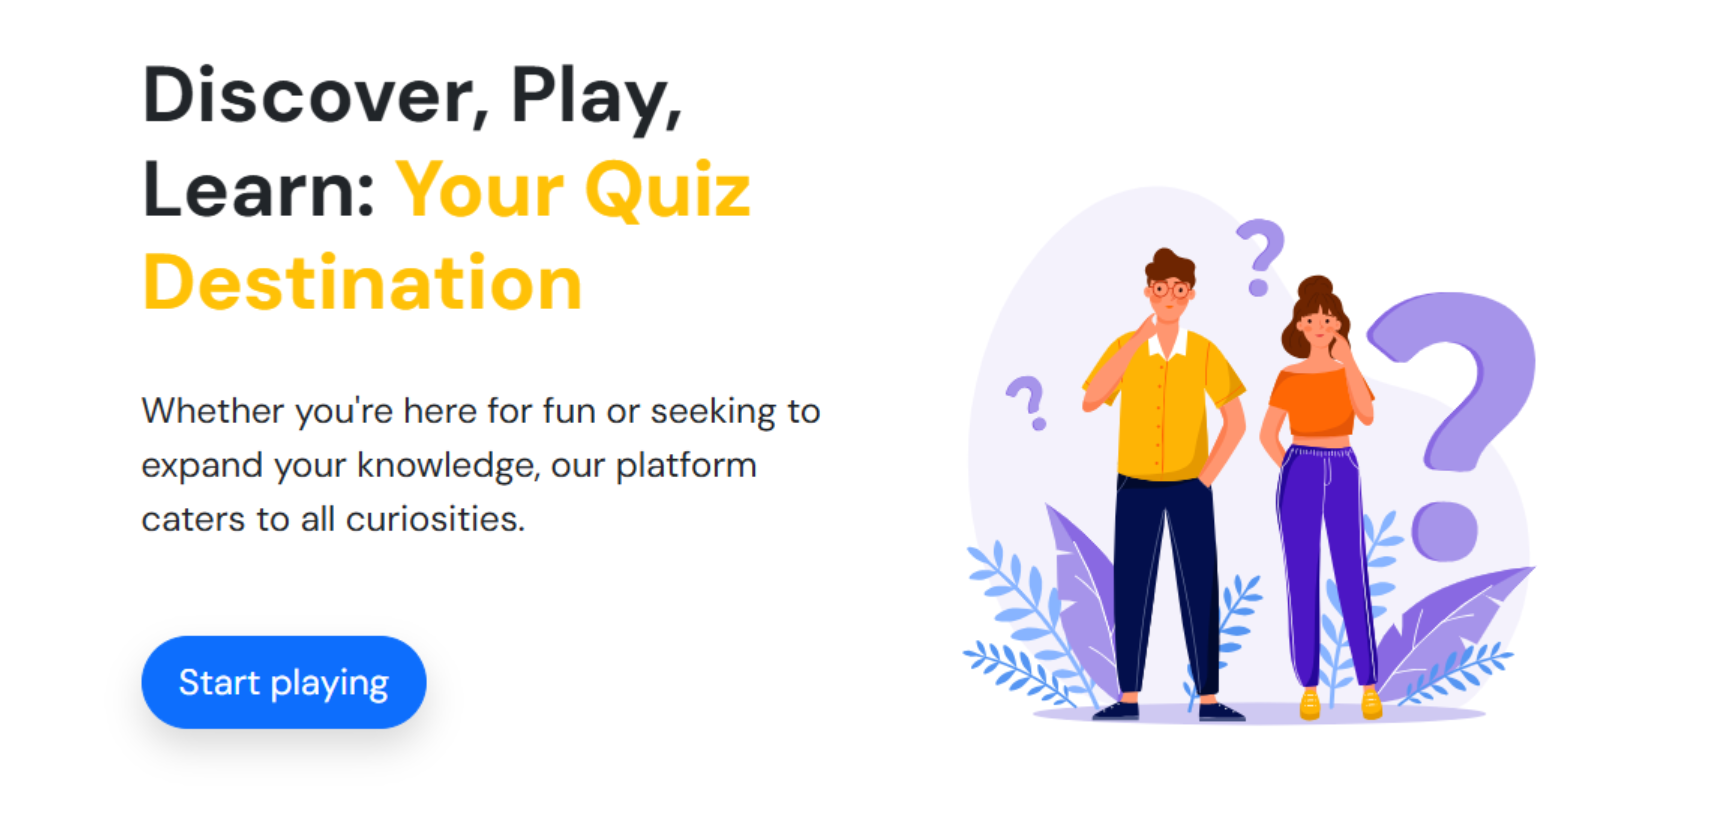 Discover, Play,
Learn: Your Quiz
Destination
Whether you're here for fun or seeking to
expand your knowledge, our platform
caters to all curiosities.
Start playing